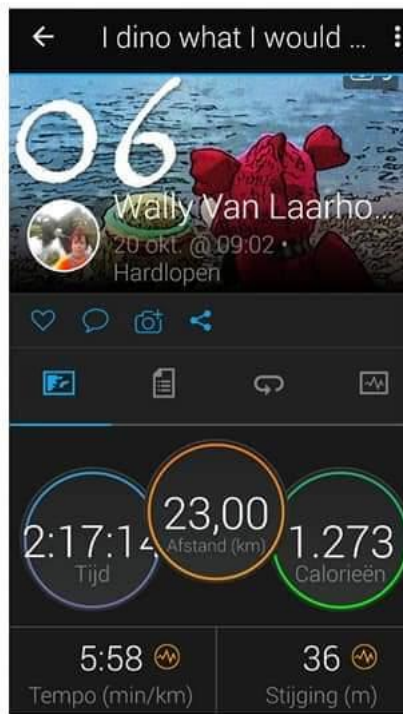 I dino what I would ...
06
Wally Van Laarho...
20 okt. @ 09:02 •
Hardlopen
23,00
Afstand (km)
2:17:14
Tijd
1.273
Calorieën
5:58
Tempo (min/km)
36
Stijging (m)